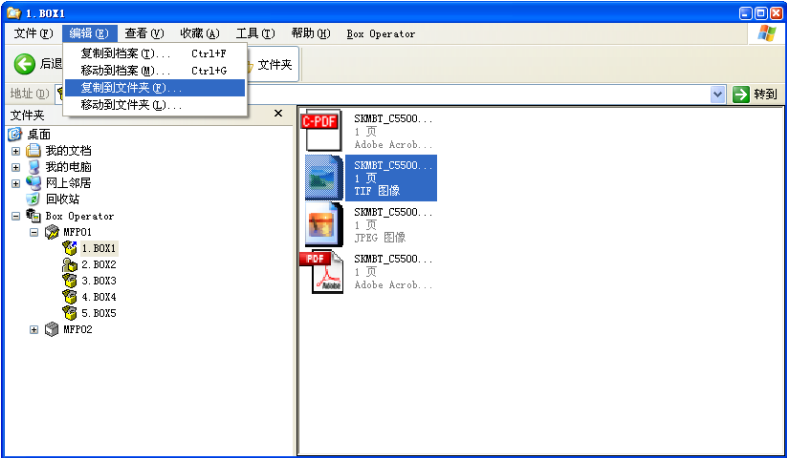 1. BOX1
文件(F) 编辑(E) 查看(V) 收藏(A) 工具(T) 帮助(H) Box Operator
后退
文件夹
复制到档案(T)... Ctrl+F
移动到档案(M)... Ctrl+G
复制到文件夹(F)...
移动到文件夹(L)...
地址(D)
转到
文件夹
桌面
我的文档
我的电脑
网上邻居
回收站
Box Operator
MFP01
1. BOX1
2. BOX2
3. BOX3
4. BOX4
5. BOX5
MFP02
C-PDF
SKMBT_C5500...
1 页
Adobe Acrob...
SKMBT_C5500...
1 页
TIF 图像
SKMBT_C5500...
1 页
JPEG 图像
PDF
Adobe
SKMBT_C5500...
1 页
Adobe Acrob...